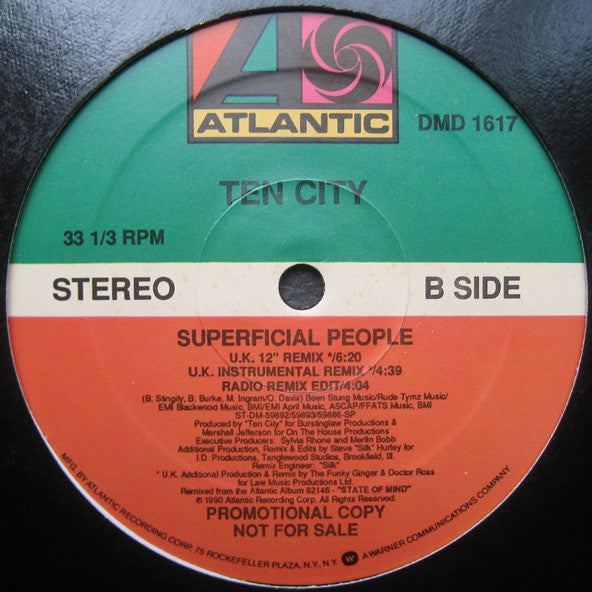 ATLANTIC
DMD 1617
TEN CITY
33 1/3 RPM
STEREO
B SIDE
SUPERFICIAL PEOPLE
U.K. 12" REMIX */6:20
U.K. INSTRUMENTAL REMIX */4:39
RADIO REMIX EDIT/4:04
(B. Stingily, B. Burke, M. Ingram/O. Davis) Been Stung Music/Rude Tymz Music/
EMI Blackwood Music, BMI/EMI April Music, ASCAP/FFATS Music, BMI
ST-DM-59892/59893/59886-SP
Produced by "Ten City" for Burstinglaw Productions &
Marshall Jefferson for On The House Productions
Executive Producers: Sylvia Rhone and Merlin Bobb
Additional Production, Remix & Edits by Steve "Silk" Hurley for
I.D. Productions, Tanglewood Studios, Brookfield, Ill.
Remix Engineer: "Silk"
* U.K. Additional Production & Remix by The Funky Ginger & Doctor Ross
for Law Music Productions Ltd
Remixed from the Atlantic Album 82146 - "STATE OF MIND"
℗ 1990 Atlantic Recording Corp. All Rights Reserved.
PROMOTIONAL COPY
NOT FOR SALE
MFG. BY ATLANTIC RECORDING CORP, 75 ROCKEFELLER PLAZA, N.Y. N.Y. A WARNER COMMUNICATIONS COMPANY